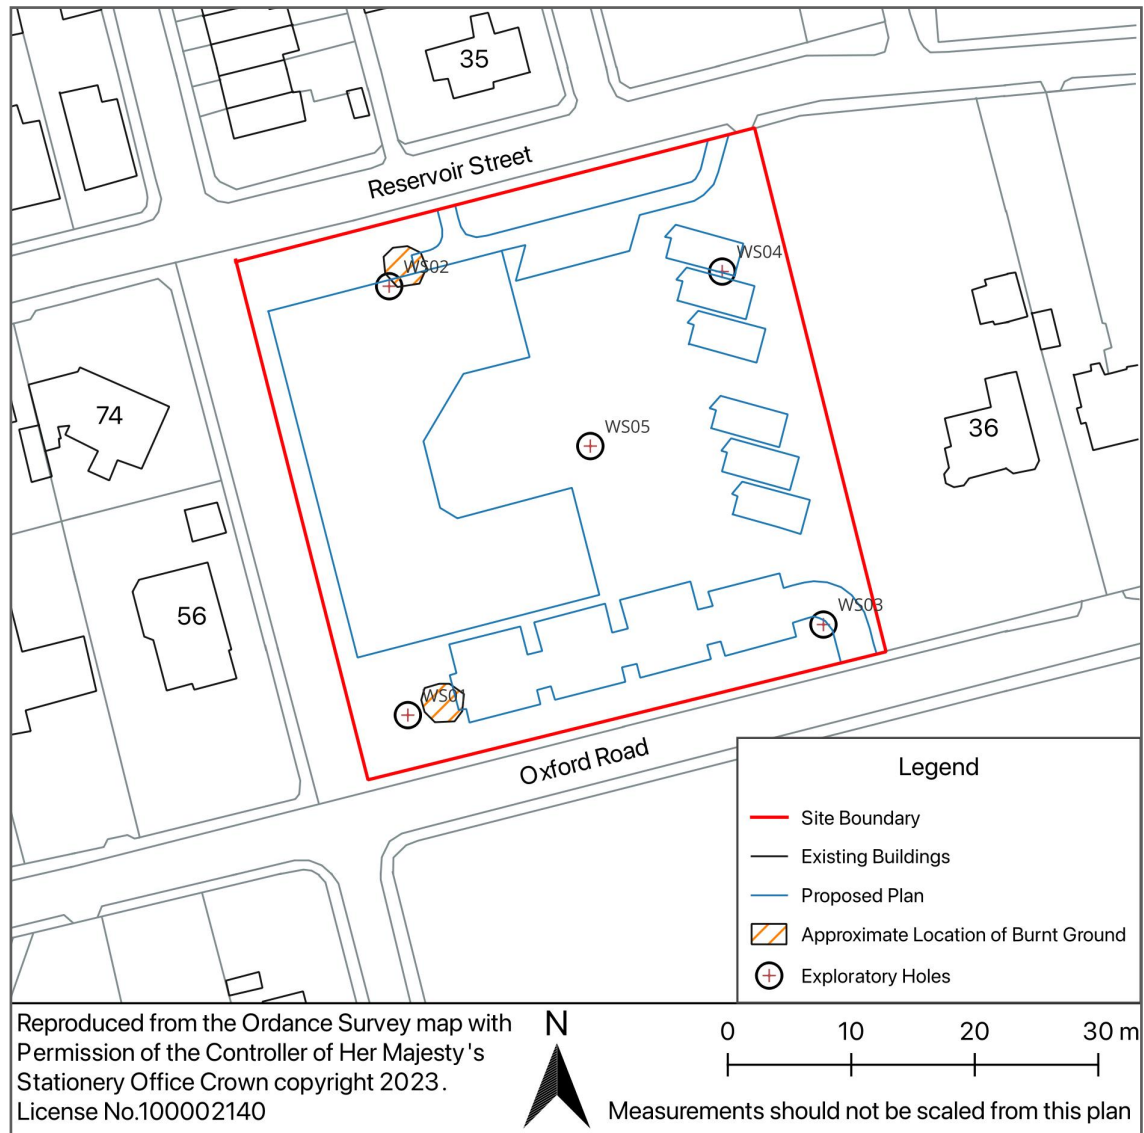 35
Reservoir Street
WS02
WS04
74
36
WS05
56
WS03
WS01
Oxford Road
Legend
Site Boundary
Existing Buildings
Proposed Plan
Approximate Location of Burnt Ground
Exploratory Holes
Reproduced from the Ordance Survey map with
Permission of the Controller of Her Majesty's
Stationery Office Crown copyright 2023.
License No.100002140
N
0 10 20 30 m
Measurements should not be scaled from this plan